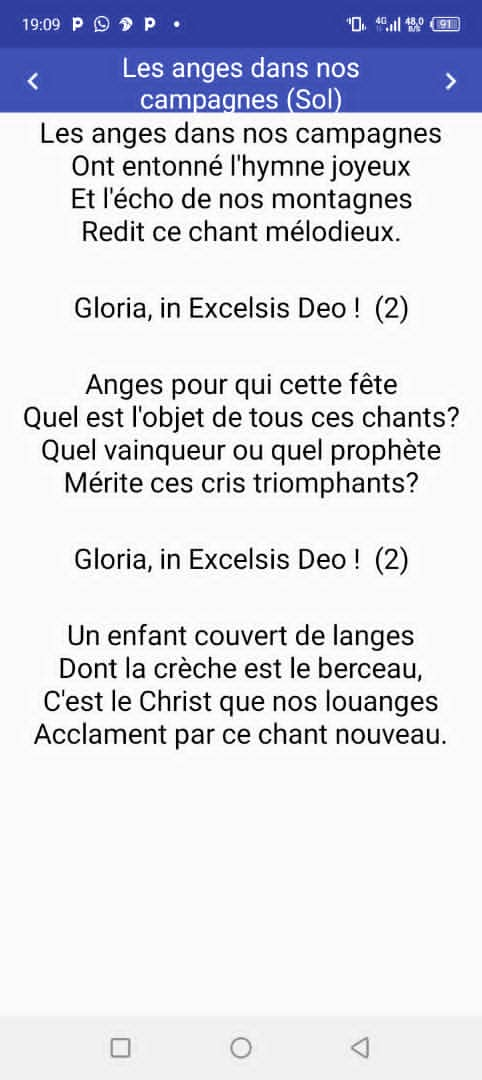 19:09
4G 48,0 B/S 91
Les anges dans nos
campagnes (Sol)
Les anges dans nos campagnes
Ont entonné l'hymne joyeux
Et l'écho de nos montagnes
Redit ce chant mélodieux.
Gloria, in Excelsis Deo ! (2)
Anges pour qui cette fête
Quel est l'objet de tous ces chants?
Quel vainqueur ou quel prophète
Mérite ces cris triomphants?
Gloria, in Excelsis Deo ! (2)
Un enfant couvert de langes
Dont la crèche est le berceau,
C'est le Christ que nos louanges
Acclament par ce chant nouveau.